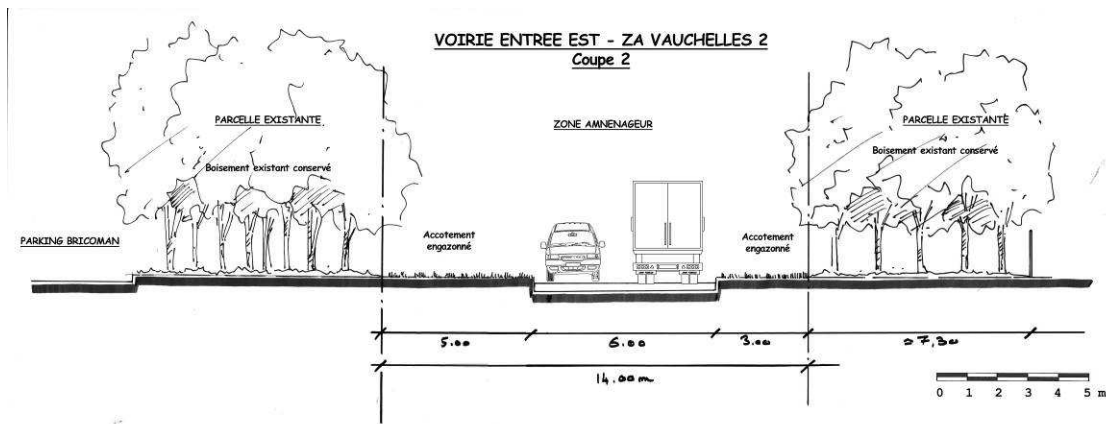 VOIRIE ENTREE EST - ZA VAUCHELLES 2
Coupe 2
PARCELLE EXISTANTE
ZONE AMNENAGEUR
PARCELLE EXISTANTE
Boisement existant conservé
Boisement existant conservé
PARKING BRICOMAN
Accotement
engazonné
Accotement
engazonné
5.00
6.00
3.00
≃7,30
14.00m
0 1 2 3 4 5 m